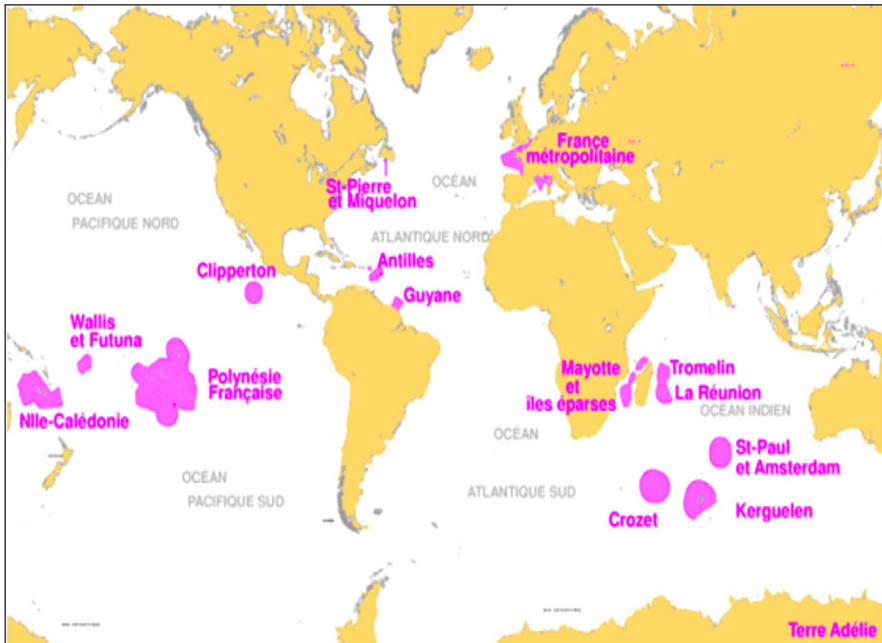 France
métropolitaine
St-Pierre
et Miquelon
OCÉAN
OCEAN
PACIFIQUE NORD
ATLANTIQUE NORD
Antilles
Clipperton
Guyane
Wallis
et Futuna
Polynésie
Française
Nlle-Calédonie
Mayotte
et
îles éparses
Tromelin
La Réunion
OCÉAN INDIEN
OCÉAN
ATLANTIQUE SUD
St-Paul
et Amsterdam
OCÉAN
PACIFIQUE SUD
Crozet
Kerguelen
Terre Adélie